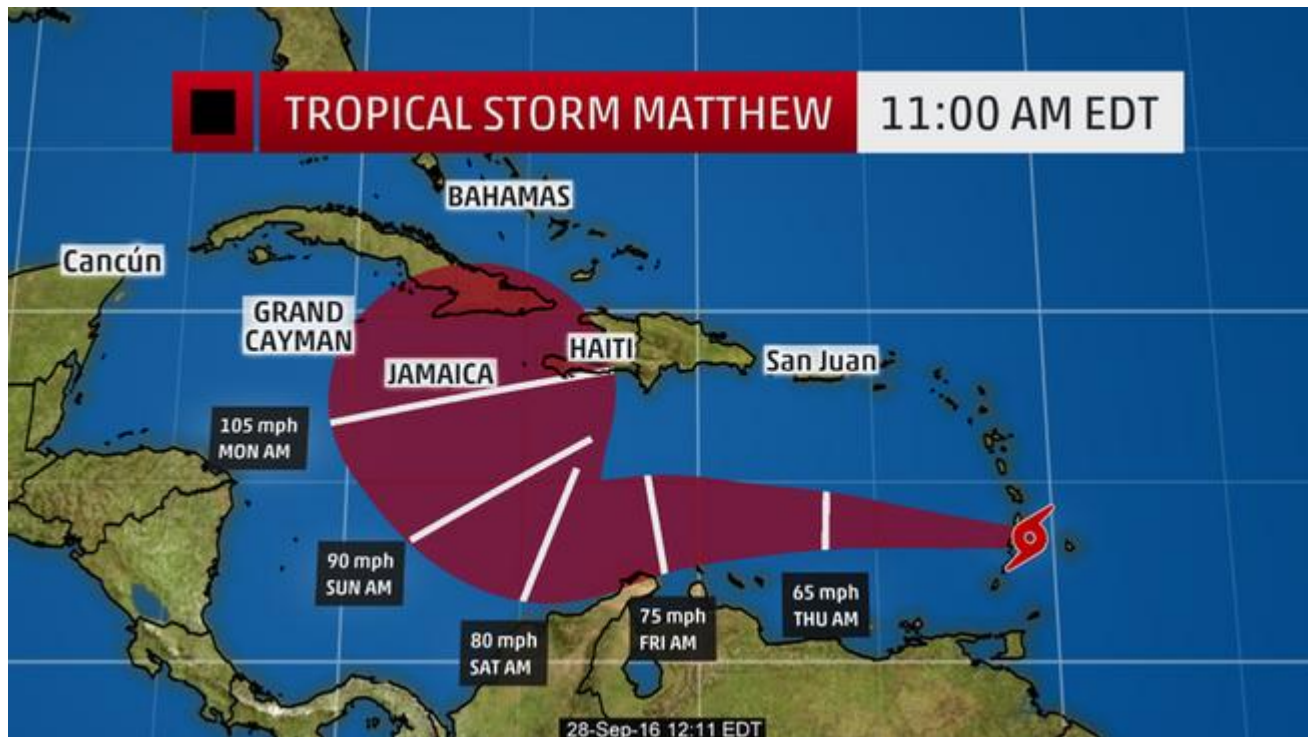 TROPICAL STORM MATTHEW
11:00 AM EDT
BAHAMAS
Cancún
GRAND
CAYMAN
HAITI
San Juan
JAMAICA
105 mph
MON AM
90 mph
SUN AM
80 mph
SAT AM
75 mph
FRI AM
65 mph
THU AM
28-Sep-16 12:11 EDT